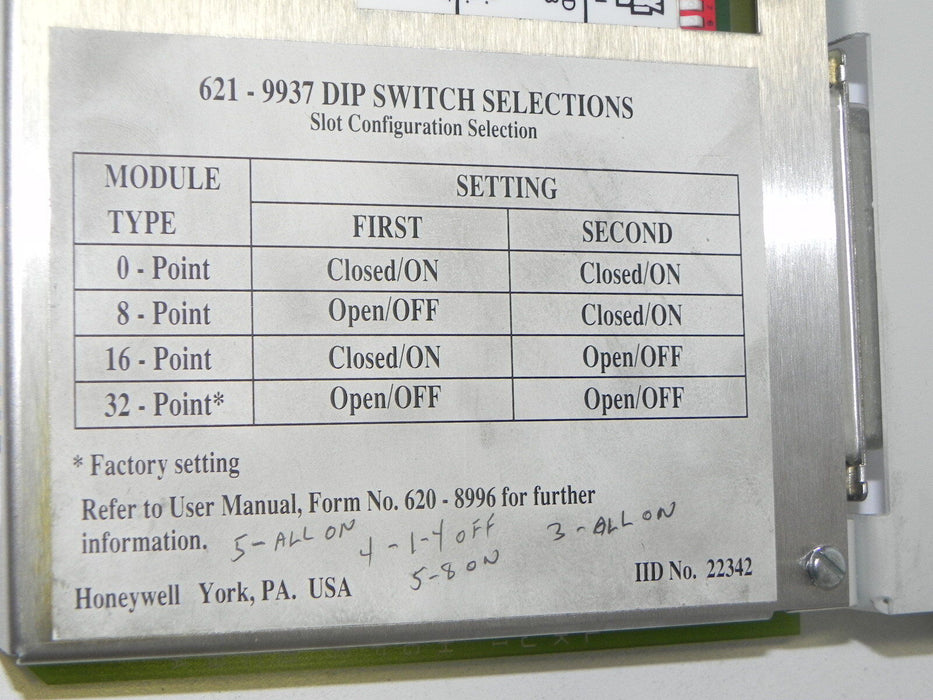 621 - 9937 DIP SWITCH SELECTIONS
Slot Configuration Selection
MODULE TYPE SETTING
FIRST SECOND
0 - Point Closed/ON Closed/ON
8 - Point Open/OFF Closed/ON
16 - Point Closed/ON Open/OFF
32 - Point* Open/OFF Open/OFF
* Factory setting
Refer to User Manual, Form No. 620 - 8996 for further
information.
5 - ALL ON
4 - 1-4 OFF
5-8 ON
3 - ALL ON
Honeywell York, PA. USA
IID No. 22342